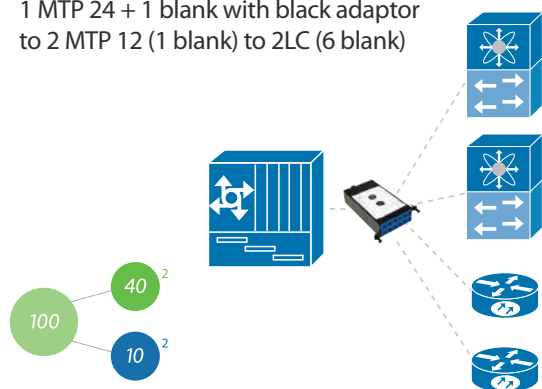 1 MTP 24 + 1 blank with black adaptor
to 2 MTP 12 (1 blank) to 2LC (6 blank)
40 2
100
10 2